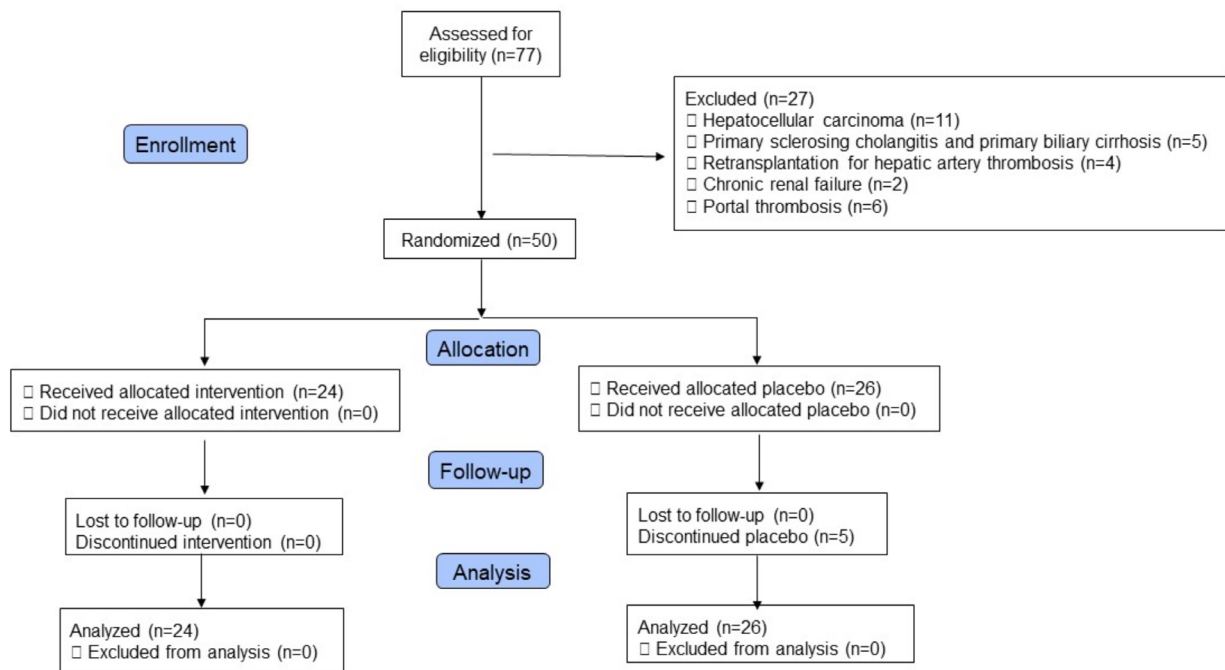 Assessed for
eligibility (n=77)
Excluded (n=27)
□ Hepatocellular carcinoma (n=11)
□ Primary sclerosing cholangitis and primary biliary cirrhosis (n=5)
□ Retransplantation for hepatic artery thrombosis (n=4)
□ Chronic renal failure (n=2)
□ Portal thrombosis (n=6)
Enrollment
Randomized (n=50)
Allocation
□ Received allocated intervention (n=24)
□ Did not receive allocated intervention (n=0)
□ Received allocated placebo (n=26)
□ Did not receive allocated placebo (n=0)
Follow-up
Lost to follow-up (n=0)
Discontinued intervention (n=0)
Lost to follow-up (n=0)
Discontinued placebo (n=5)
Analysis
Analyzed (n=24)
□ Excluded from analysis (n=0)
Analyzed (n=26)
□ Excluded from analysis (n=0)